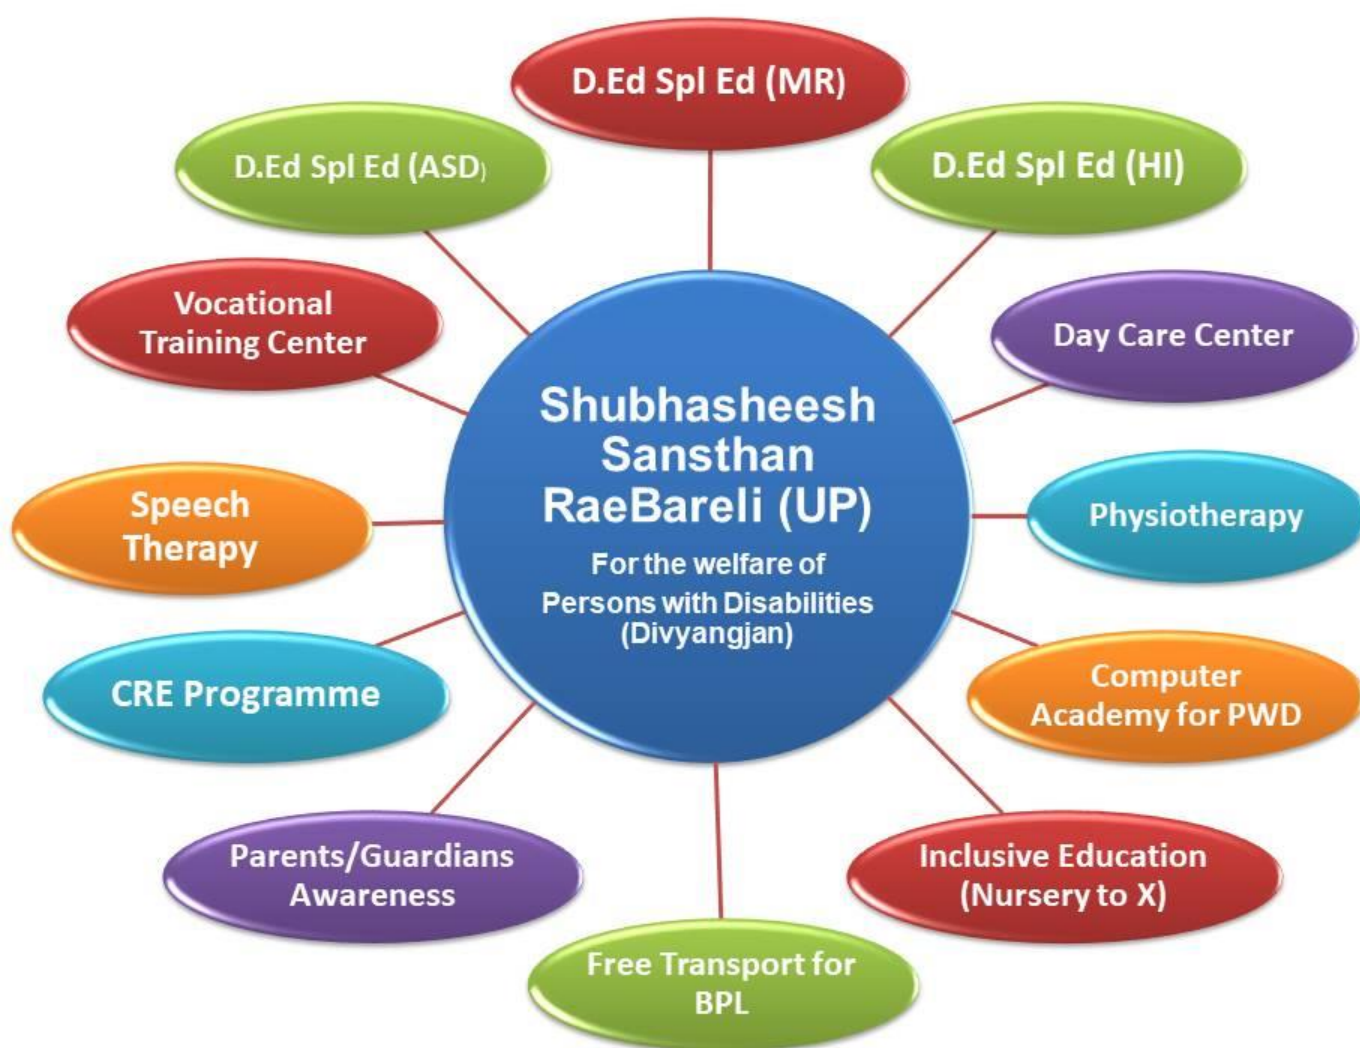 D.Ed Spl Ed (MR)
D.Ed Spl Ed (ASD)
D.Ed Spl Ed (HI)
Vocational
Training Center
Day Care Center
Shubhasheesh
Sansthan
RaeBareli (UP)
For the welfare of
Persons with Disabilities
(Divyangjan)
Speech
Therapy
Physiotherapy
CRE Programme
Computer
Academy for PWD
Parents/Guardians
Awareness
Inclusive Education
(Nursery to X)
Free Transport for
BPL